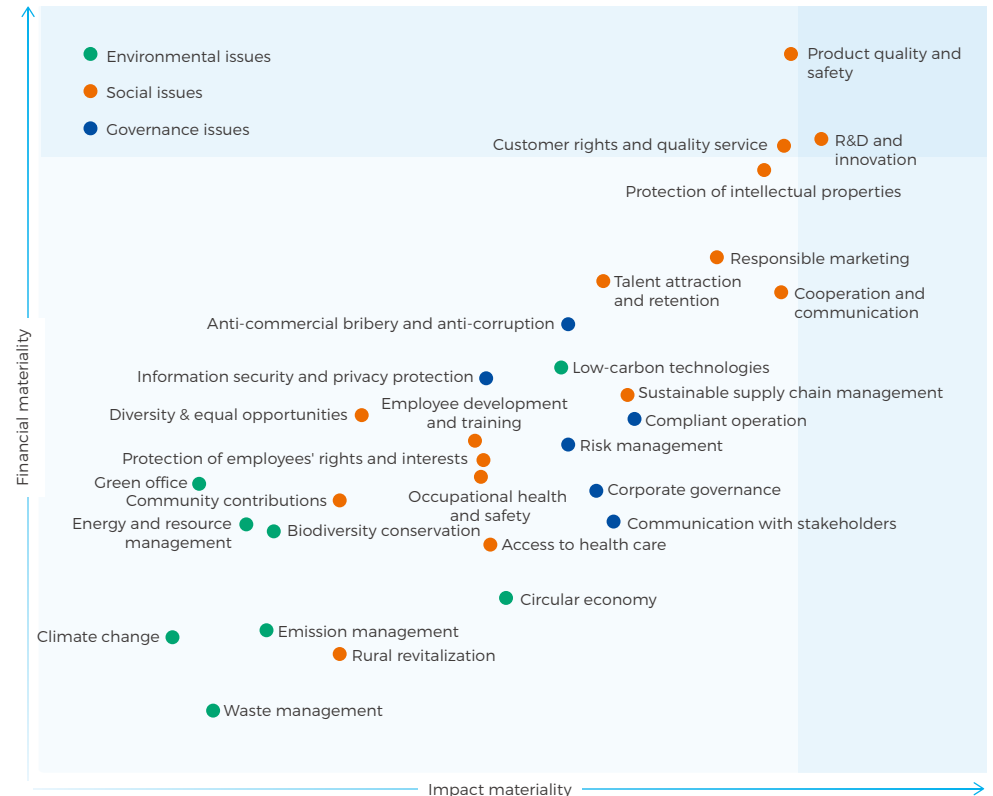 Environmental issues
Social issues
Governance issues
Product quality and
safety
Customer rights and quality service
R&D and
innovation
Protection of intellectual properties
Responsible marketing
Talent attraction
and retention
Cooperation and
communication
Anti-commercial bribery and anti-corruption
Low-carbon technologies
Information security and privacy protection
Sustainable supply chain management
Employee development
and training
Diversity & equal opportunities
Compliant operation
Risk management
Protection of employees' rights and interests
Green office
Community contributions
Occupational health
and safety
Corporate governance
Energy and resource
management
Biodiversity conservation
Communication with stakeholders
Access to health care
Circular economy
Climate change
Emission management
Rural revitalization
Waste management
Financial materiality
Impact materiality